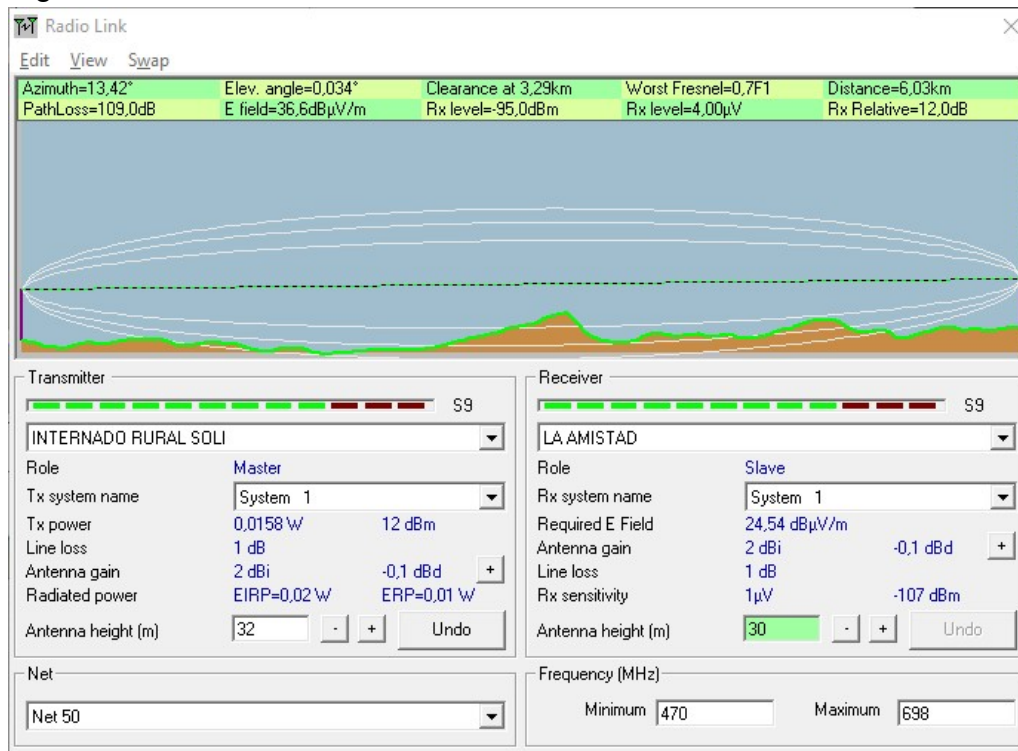 Radio Link
Edit View Swap
Azimuth=13,42° Elev. angle=0,034° Clearance at 3,29km Worst Fresnel=0,7F1 Distance=6,03km
PathLoss=109,0dB E field=36,6dBµV/m Rx level=-95,0dBm Rx level=4,00µV Rx Relative=12,0dB
Transmitter
S9
INTERNADO RURAL SOLI
Role Master
Tx system name System 1
Tx power 0,0158 W 12 dBm
Line loss 1 dB
Antenna gain 2 dBi -0,1 dBd +
Radiated power EIRP=0,02 W ERP=0,01 W
Antenna height (m) 32 - + Undo
Net
Net 50
Receiver
S9
LA AMISTAD
Role Slave
Rx system name System 1
Required E Field 24,54 dBµV/m
Antenna gain 2 dBi -0,1 dBd +
Line loss 1 dB
Rx sensitivity 1µV -107 dBm
Antenna height (m) 30 - + Undo
Frequency (MHz)
Minimum 470 Maximum 698